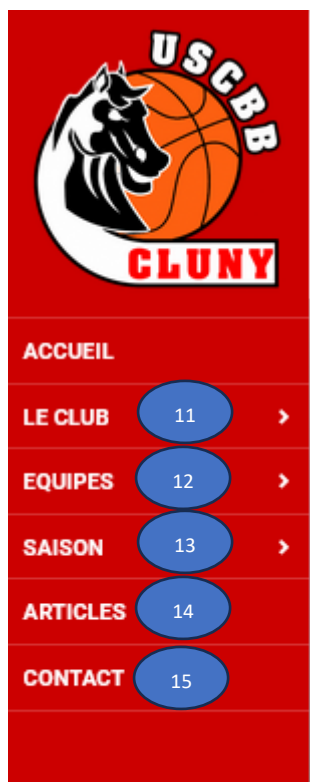 USCBB
CLUNY
ACCUEIL
LE CLUB 11
EQUIPES 12
SAISON 13
ARTICLES 14
CONTACT 15